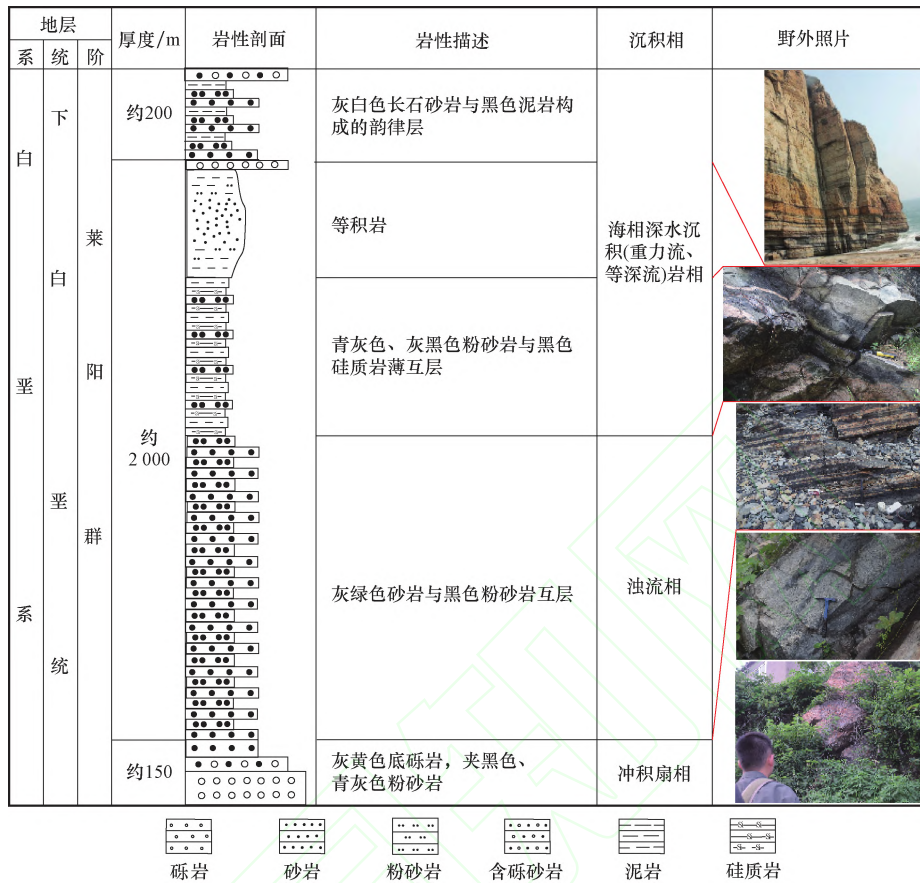 地层
系
统
阶
厚度/m
岩性剖面
岩性描述
沉积相
野外照片
白
垩
系
下
白
垩
统
莱
阳
群
约200
灰白色长石砂岩与黑色泥岩构
成的韵律层
约
2 000
等积岩
海相深水沉
积(重力流、
等深流)岩相
青灰色、灰黑色粉砂岩与黑色
硅质岩薄互层
灰绿色砂岩与黑色粉砂岩互层
浊流相
约150
灰黄色底砾岩，夹黑色、
青灰色粉砂岩
冲积扇相
砾岩
砂岩
粉砂岩
含砾砂岩
泥岩
硅质岩